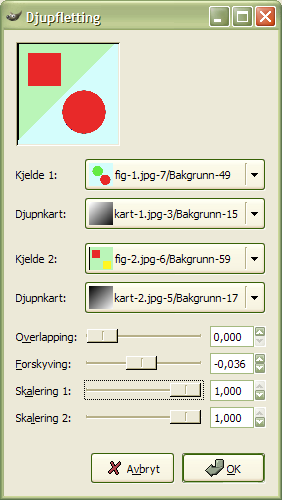 Djupfletting
Kjelde 1: fig-1.jpg-7/Bakgrunn-49
Djupnkart: kart-1.jpg-3/Bakgrunn-15
Kjelde 2: fig-2.jpg-6/Bakgrunn-59
Djupnkart: kart-2.jpg-5/Bakgrunn-17
Overlapping: 0,000
Forskyving: -0,036
Skalering 1: 1,000
Skalering 2: 1,000
Avbryt OK